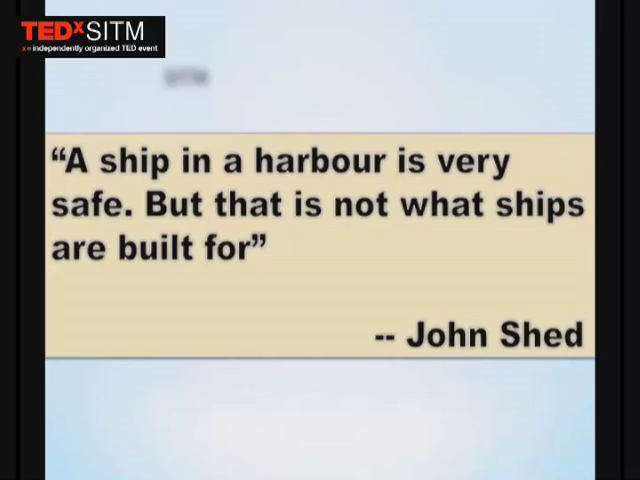 TEDxSITM
x = independently organized TED event
SITM
“A ship in a harbour is very
safe. But that is not what ships
are built for”
-- John Shed